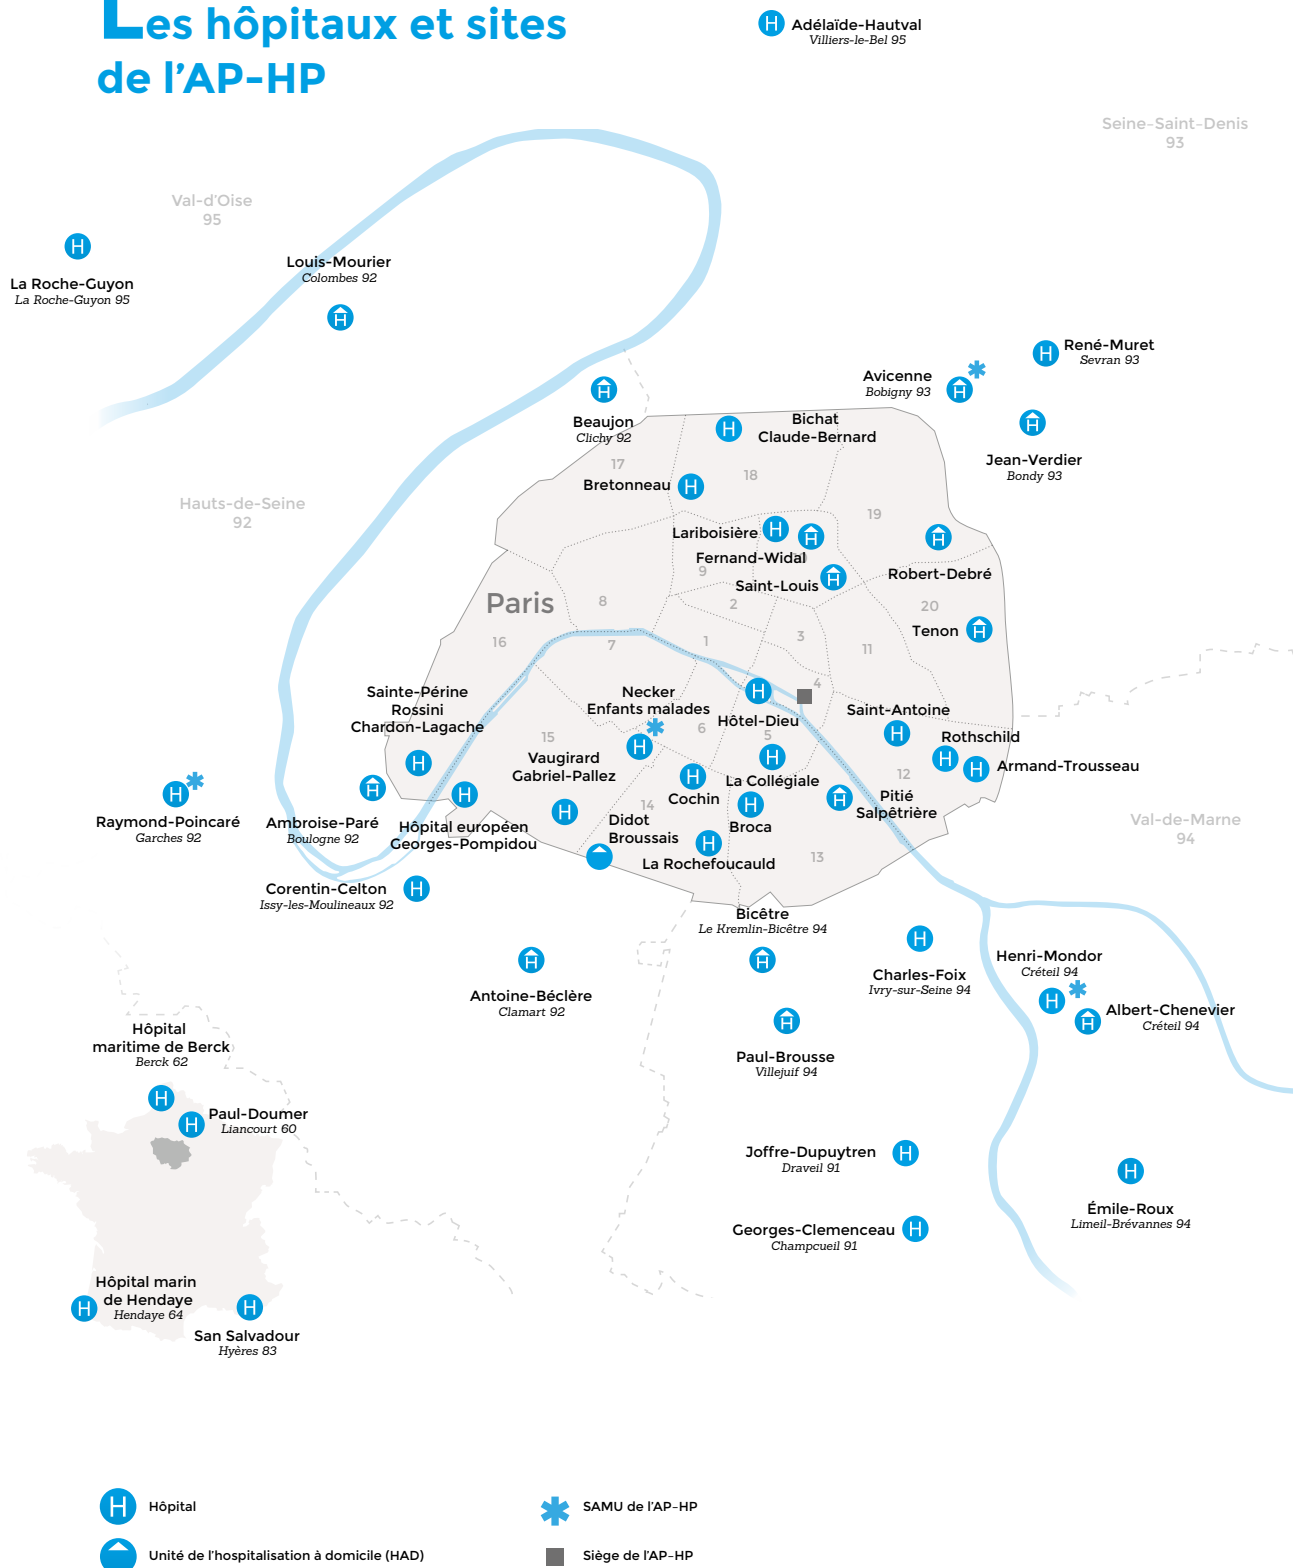 Les hôpitaux et sites
de l'AP-HP
Adélaïde-Hautval
Villiers-le-Bel 95
Seine-Saint-Denis
93
Val-d'Oise
95
La Roche-Guyon
La Roche-Guyon 95
Louis-Mourier
Colombes 92
René-Muret
Sevran 93
Avicenne
Bobigny 93
Beaujon
Clichy 92
Bichat
Claude-Bernard
Jean-Verdier
Bondy 93
17
18
Bretonneau
Hauts-de-Seine
92
19
Lariboisière
Fernand-Widal
10
9
Saint-Louis
Robert-Debré
Paris
8
2
20
Tenon
16
7
1
3
11
4
Sainte-Périne
Rossini
Chardon-Lagache
Necker
Enfants malades
Hôtel-Dieu
Saint-Antoine
6
5
15
Rothschild
Vaugirard
Gabriel-Pallez
La Collégiale
12
Armand-Trousseau
Cochin
14
Pitié
Salpêtrière
Raymond-Poincaré
Garches 92
Ambroise-Paré
Boulogne 92
Hôpital européen
Georges-Pompidou
Didot
Broussais
Broca
Val-de-Marne
94
La Rochefoucauld
13
Corentin-Celton
Issy-les-Moulineaux 92
Bicêtre
Le Kremlin-Bicêtre 94
Antoine-Béclère
Clamart 92
Charles-Foix
Ivry-sur-Seine 94
Henri-Mondor
Créteil 94
Albert-Chenevier
Créteil 94
Hôpital
maritime de Berck
Berck 62
Paul-Brousse
Villejuif 94
Paul-Doumer
Liancourt 60
Joffre-Dupuytren
Draveil 91
Émile-Roux
Limeil-Brévannes 94
Georges-Clemenceau
Champcueil 91
Hôpital marin
de Hendaye
Hendaye 64
San Salvadour
Hyères 83
Hôpital
SAMU de l'AP-HP
Unité de l'hospitalisation à domicile (HAD)
Siège de l'AP-HP